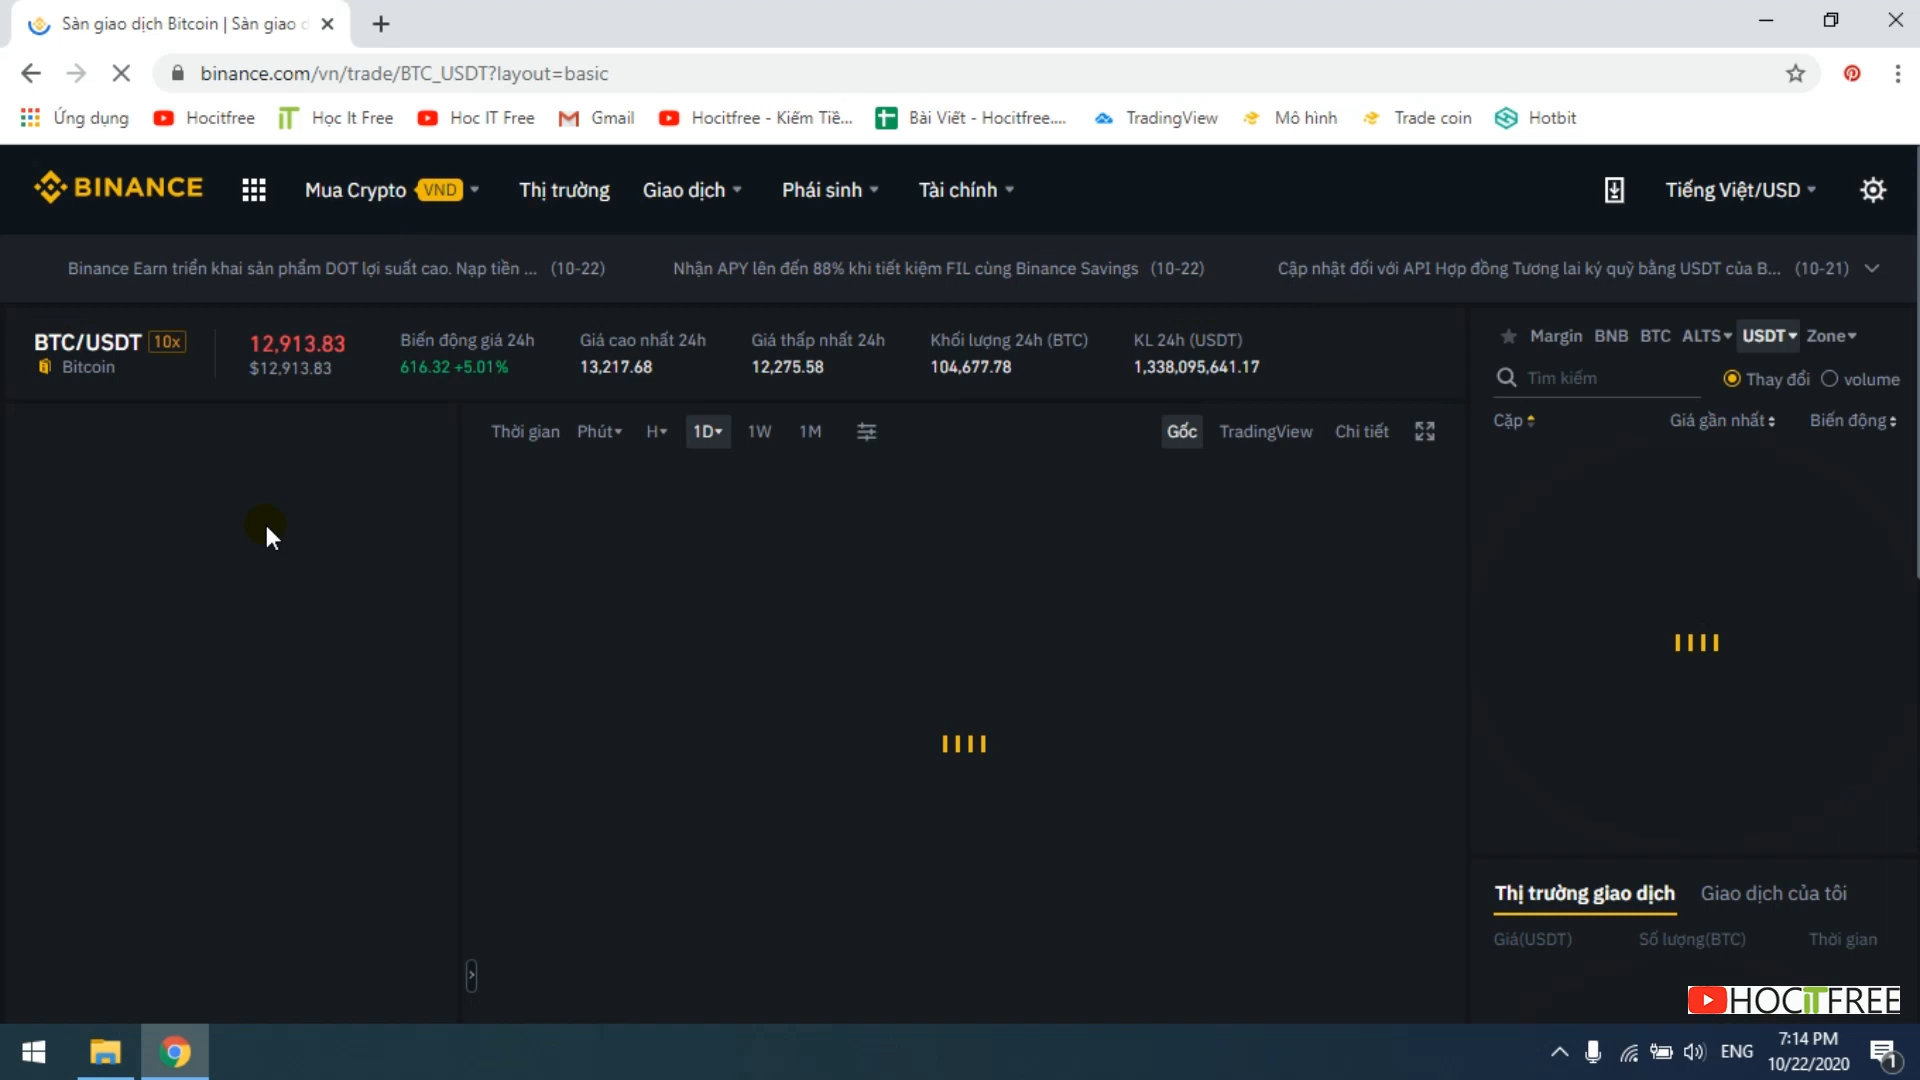 Sàn giao dịch Bitcoin | Sàn giao
binance.com/vn/trade/BTC_USDT?layout=basic
Ứng dụng Hocitfree Học It Free Hoc IT Free Gmail Hocitfree - Kiếm Tiề... Bài Viết - Hocitfree.... TradingView Mô hình Trade coin Hotbit
BINANCE Mua Crypto VND Thị trường Giao dịch Phái sinh Tài chính Tiếng Việt/USD
Binance Earn triển khai sản phẩm DOT lợi suất cao. Nạp tiền ... (10-22) Nhận APY lên đến 88% khi tiết kiệm FIL cùng Binance Savings (10-22) Cập nhật đối với API Hợp đồng Tương lai ký quỹ bằng USDT của B... (10-21)
BTC/USDT 10x 12,913.83 Biến động giá 24h Giá cao nhất 24h Giá thấp nhất 24h Khối lượng 24h (BTC) KL 24h (USDT)
Bitcoin $12,913.83 616.32 +5.01% 13,217.68 12,275.58 104,677.78 1,338,095,641.17
Margin BNB BTC ALTS USDT Zone
Tìm kiếm Thay đổi volume
Cặp Giá gần nhất Biến động
Thời gian Phút H 1D 1W 1M Gốc TradingView Chi tiết
Thị trường giao dịch Giao dịch của tôi
Giá(USDT) Số lượng(BTC) Thời gian
HOCiTFREE
ENG 7:14 PM
10/22/2020 1